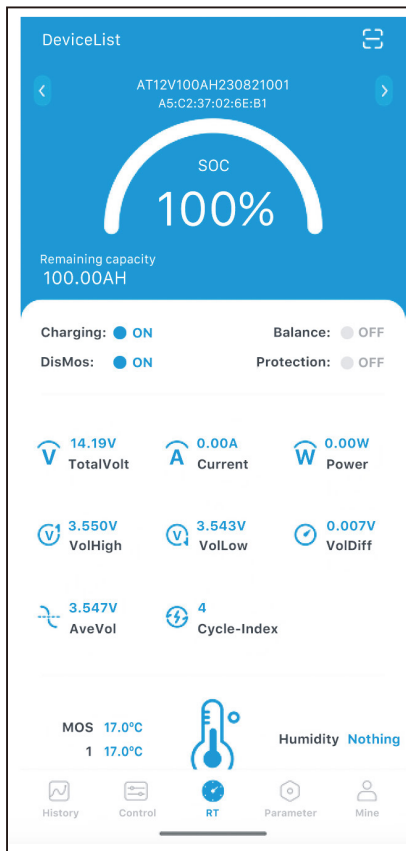 DeviceList
AT12V100AH230821001
A5:C2:37:02:6E:B1
SOC
100%
Remaining capacity
100.00AH
Charging: ON Balance: OFF
DisMos: ON Protection: OFF
V 14.19V A 0.00A W 0.00W
TotalVolt Current Power
V 3.550V V 3.543V 0.007V
VolHigh VolLow VolDiff
3.547V 4
AveVol Cycle-Index
MOS 17.0°C
Humidity Nothing
1 17.0°C
History Control RT Parameter Mine